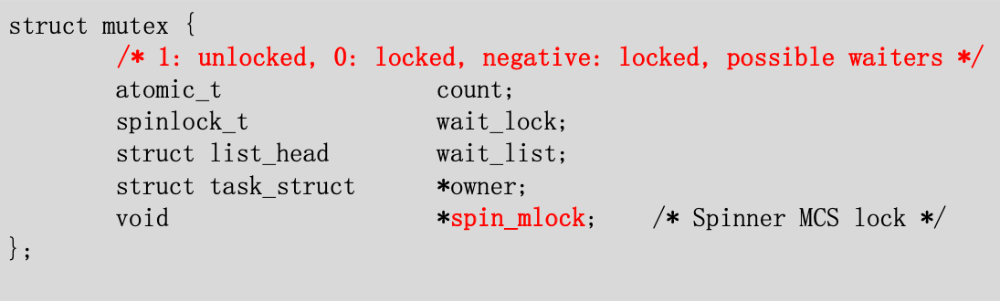 struct mutex {
/* 1: unlocked, 0: locked, negative: locked, possible waiters */
atomic_t count;
spinlock_t wait_lock;
struct list_head wait_list;
struct task_struct *owner;
void *spin_mlock; /* Spinner MCS lock */
};